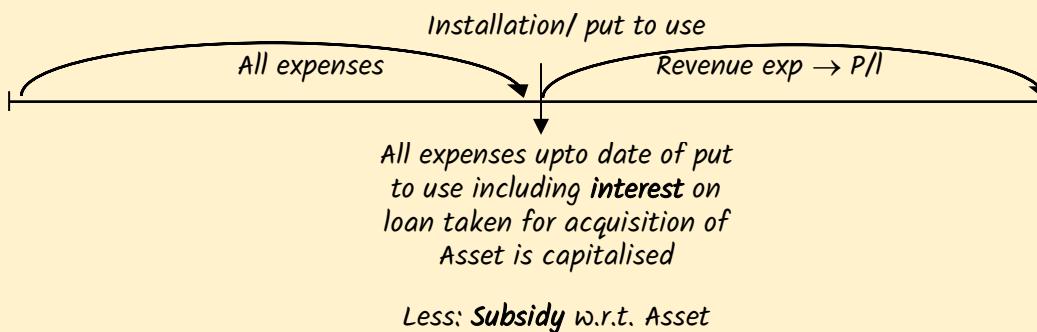 Installation/ put to use
All expenses
Revenue exp → P/l
All expenses upto date of put
to use including interest on
loan taken for acquisition of
Asset is capitalised
Less: Subsidy w.r.t. Asset